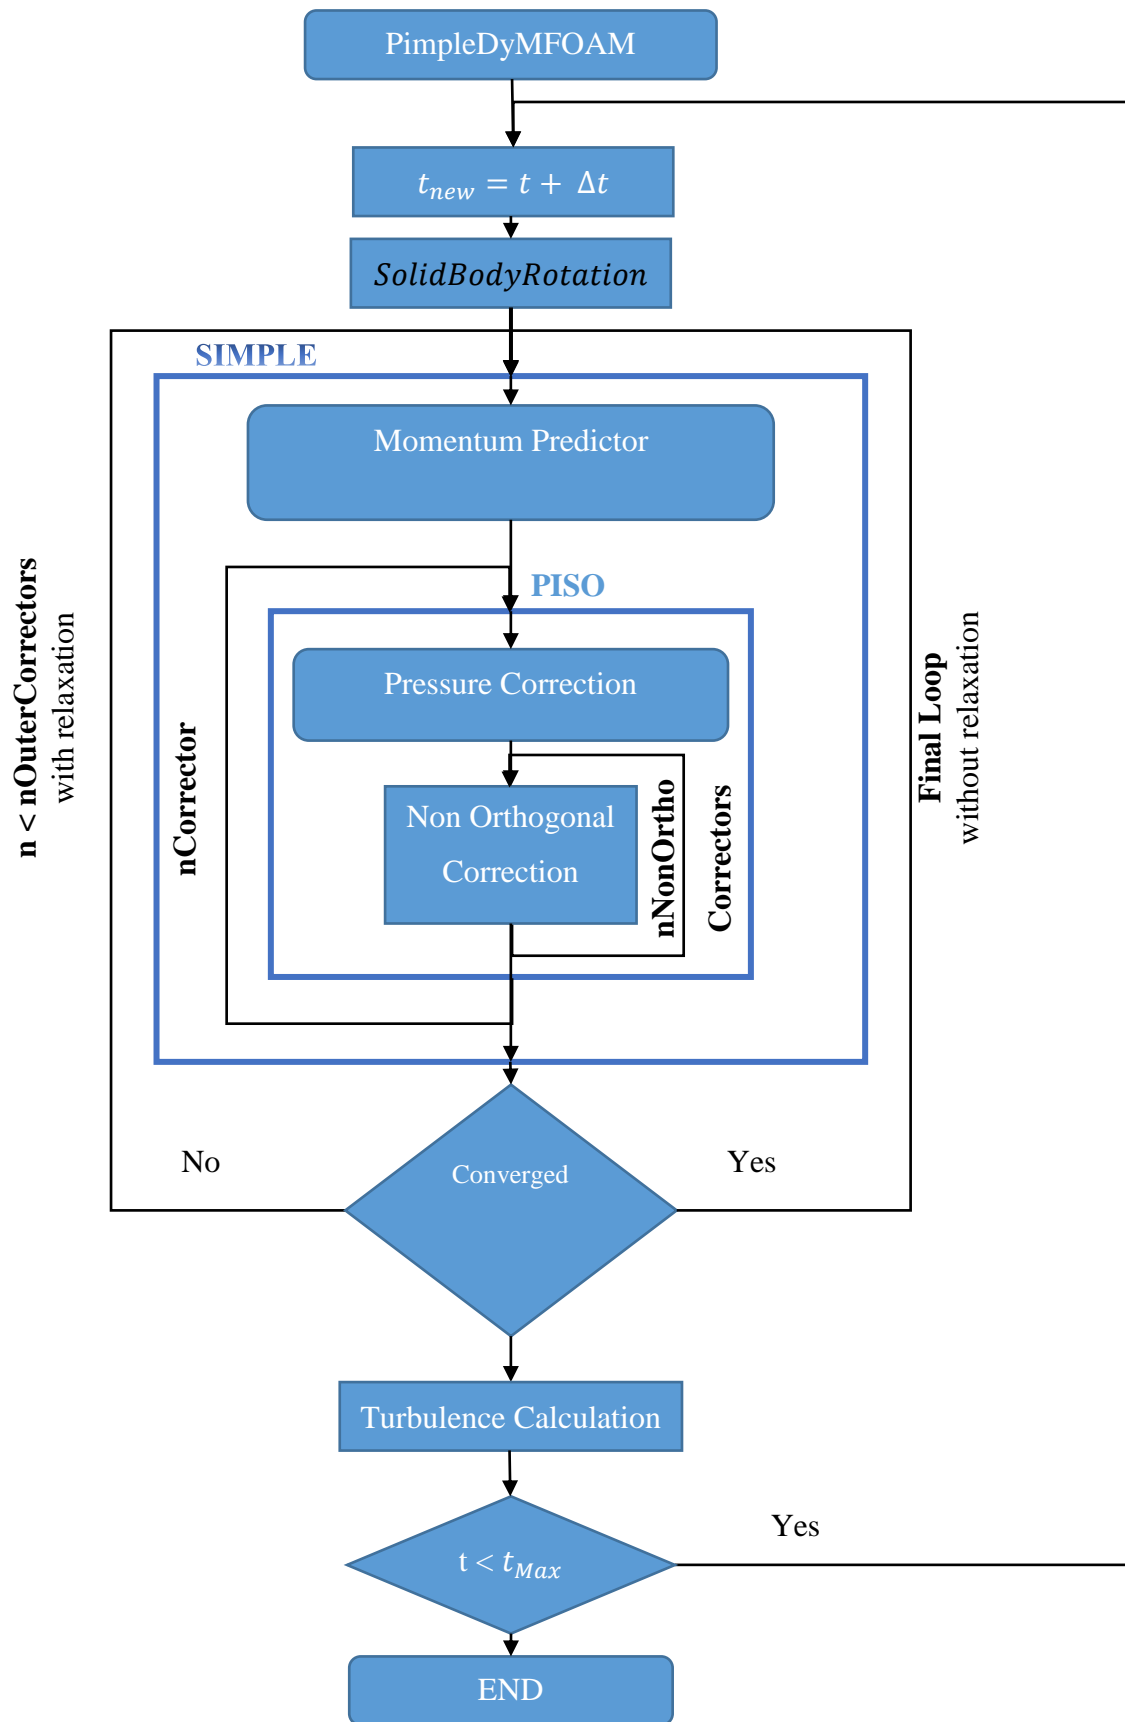 PimpleDyMFOAM
t_new = t + Δt
SolidBodyRotation
SIMPLE
Momentum Predictor
PISO
Pressure Correction
Non Orthogonal
Correction
nNonOrtho
Correctors
nCorrector
n < nOuterCorrectors
with relaxation
Final Loop
without relaxation
No
Converged
Yes
Turbulence Calculation
t < t_Max
Yes
END